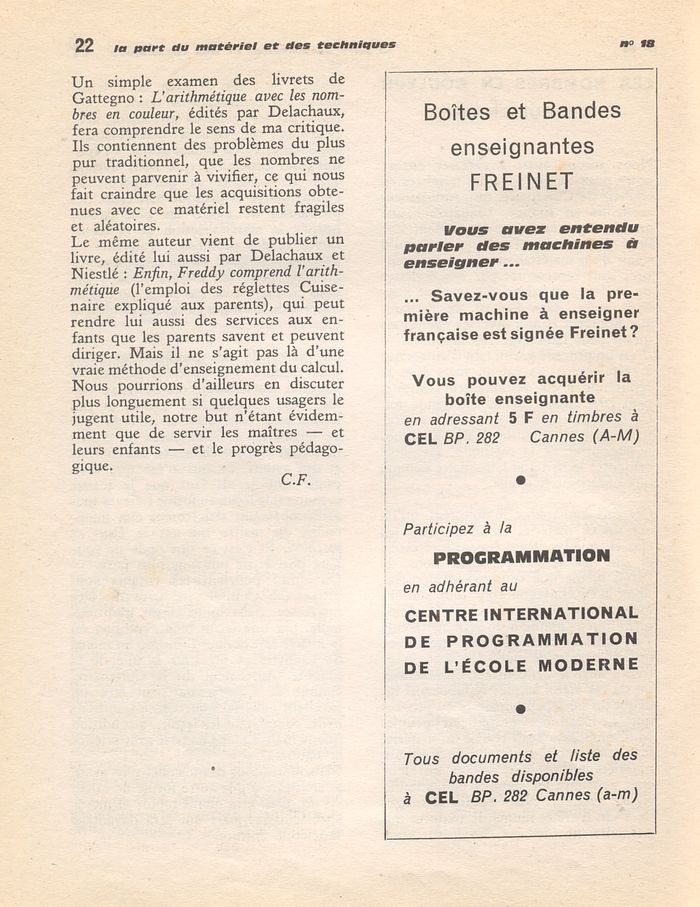 22 la part du matériel et des techniques
n° 18
Un simple examen des livrets de
Gattegno : L'arithmétique avec les nom-
bres en couleur, édités par Delachaux,
fera comprendre le sens de ma critique.
Ils contiennent des problèmes du plus
pur traditionnel, que les nombres ne
peuvent parvenir à vivifier, ce qui nous
fait craindre que les acquisitions obte-
nues avec ce matériel restent fragiles
et aléatoires.
Le même auteur vient de publier un
livre, édité lui aussi par Delachaux et
Niestlé : Enfin, Freddy comprend l'arith-
métique (l'emploi des réglettes Cuise-
naire expliqué aux parents), qui peut
rendre lui aussi des services aux en-
fants que les parents savent et peuvent
diriger. Mais il ne s'agit pas là d'une
vraie méthode d'enseignement du calcul.
Nous pourrions d'ailleurs en discuter
plus longuement si quelques usagers le
jugent utile, notre but n'étant évidem-
ment que de servir les maîtres — et
leurs enfants — et le progrès pédago-
gique.
C.F.
Boîtes et Bandes
enseignantes
FREINET
Vous avez entendu
parler des machines à
enseigner ...
... Savez-vous que la pre-
mière machine à enseigner
française est signée Freinet ?
Vous pouvez acquérir la
boîte enseignante
en adressant 5 F en timbres à
CEL BP. 282 Cannes (A-M)
●
Participez à la
PROGRAMMATION
en adhérant au
CENTRE INTERNATIONAL
DE PROGRAMMATION
DE L'ÉCOLE MODERNE
●
Tous documents et liste des
bandes disponibles
à CEL BP. 282 Cannes (a-m)